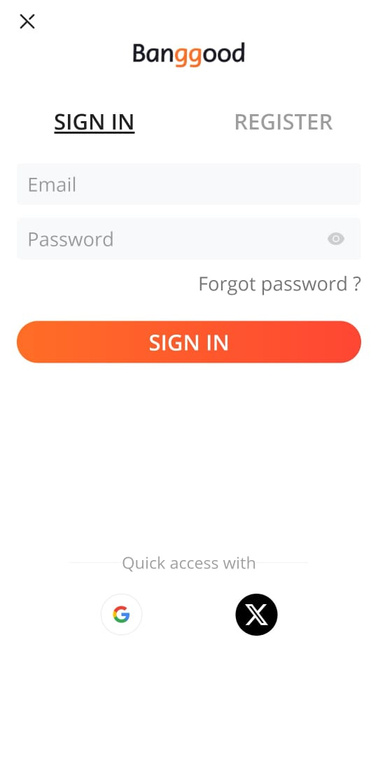 Banggood
SIGN IN
REGISTER
Email
Password
Forgot password ?
SIGN IN
Quick access with